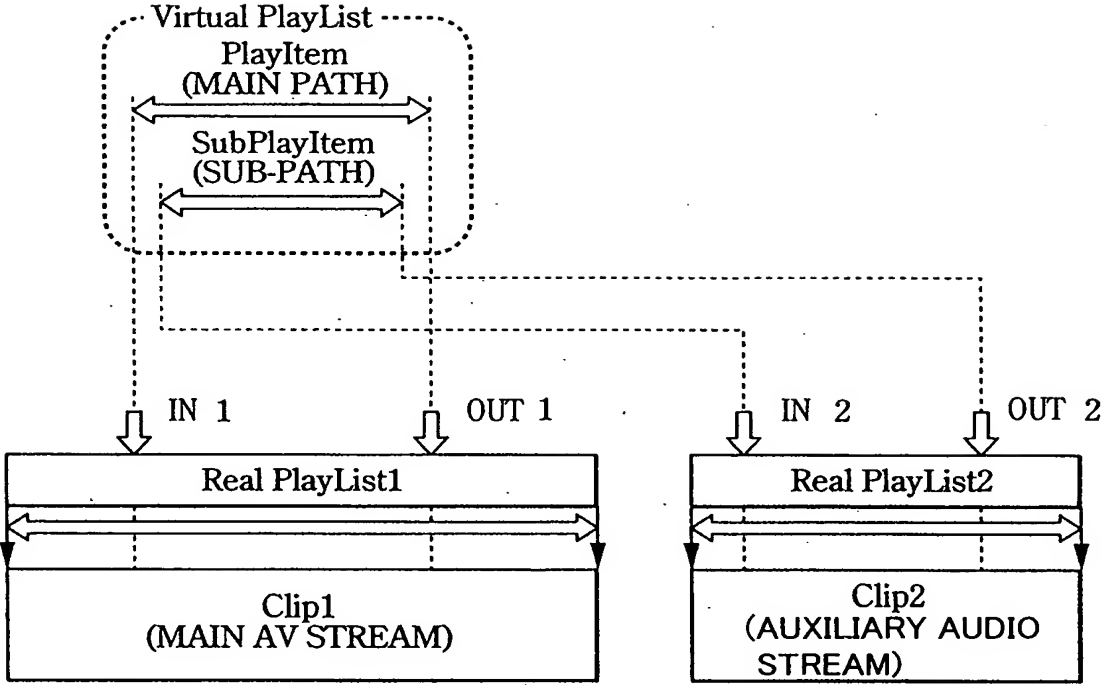 Virtual PlayList
PlayItem
(MAIN PATH)
SubPlayItem
(SUB-PATH)
IN 1
OUT 1
IN 2
OUT 2
Real PlayList1
Real PlayList2
Clip1
(MAIN AV STREAM)
Clip2
(AUXILIARY AUDIO
STREAM)